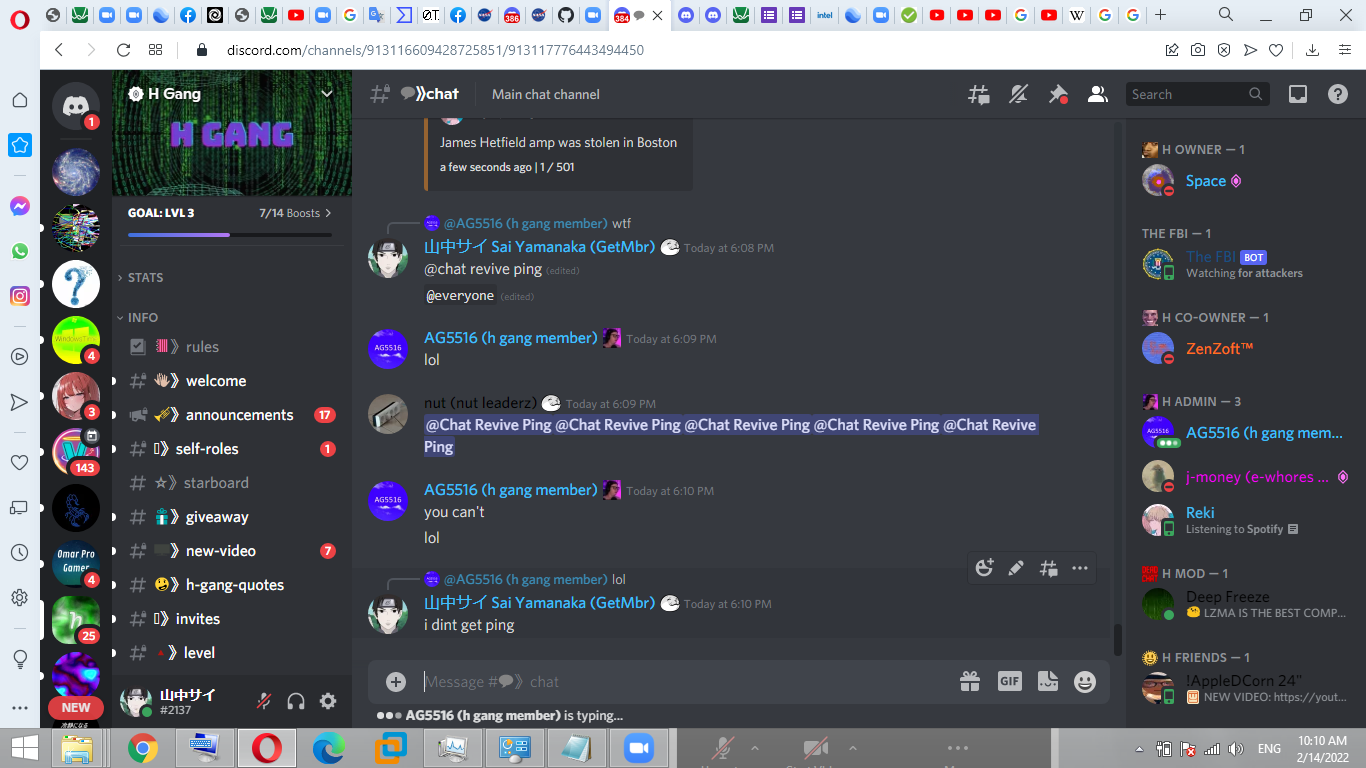 386
384
intel
discord.com/channels/913116609428725851/913117776443494450
H Gang
chat
Main chat channel
Search
H GANG
GOAL: LVL 3
7/14 Boosts
STATS
INFO
rules
welcome
announcements
17
self-roles
1
starboard
giveaway
new-video
7
h-gang-quotes
invites
level
1
4
3
143
Omar Pro
Gamer
4
25
NEW
山中サイ
#2137
James Hetfield amp was stolen in Boston
a few seconds ago | 1 / 501
@AG5516 (h gang member) wtf
山中サイ Sai Yamanaka (GetMbr) Today at 6:08 PM
@chat revive ping (edited)
@everyone (edited)
AG5516 (h gang member) Today at 6:09 PM
AG5516
lol
nut (nut leaderz) Today at 6:09 PM
@Chat Revive Ping @Chat Revive Ping @Chat Revive Ping @Chat Revive Ping @Chat Revive
Ping
AG5516 (h gang member) Today at 6:10 PM
AG5516
you can't
lol
@AG5516 (h gang member) lol
山中サイ Sai Yamanaka (GetMbr) Today at 6:10 PM
i dint get ping
Message # 》 chat
GIF
AG5516 (h gang member) is typing...
H OWNER — 1
Space
THE FBI — 1
The FBI BOT
Watching for attackers
H CO-OWNER — 1
ZenZoft™
H ADMIN — 3
AG5516 (h gang mem...
j-money (e-whores ...
Reki
Listening to Spotify
H MOD — 1
Deep Freeze
LZMA IS THE BEST COMP...
H FRIENDS — 1
!AppleDCorn 24"
NEW VIDEO: https://yout...
ENG
10:10 AM
2/14/2022